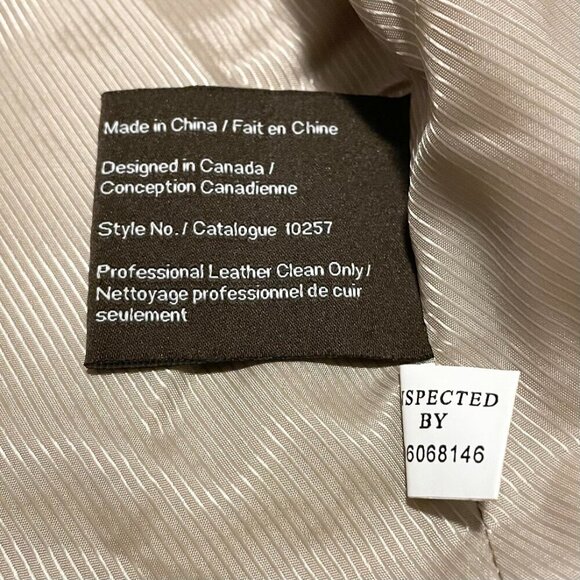 Made in China / Fait en Chine
Designed in Canada /
Conception Canadienne
Style No. / Catalogue 10257
Professional Leather Clean Only /
Nettoyage professionnel de cuir
seulement
NSPECTED
BY
6068146